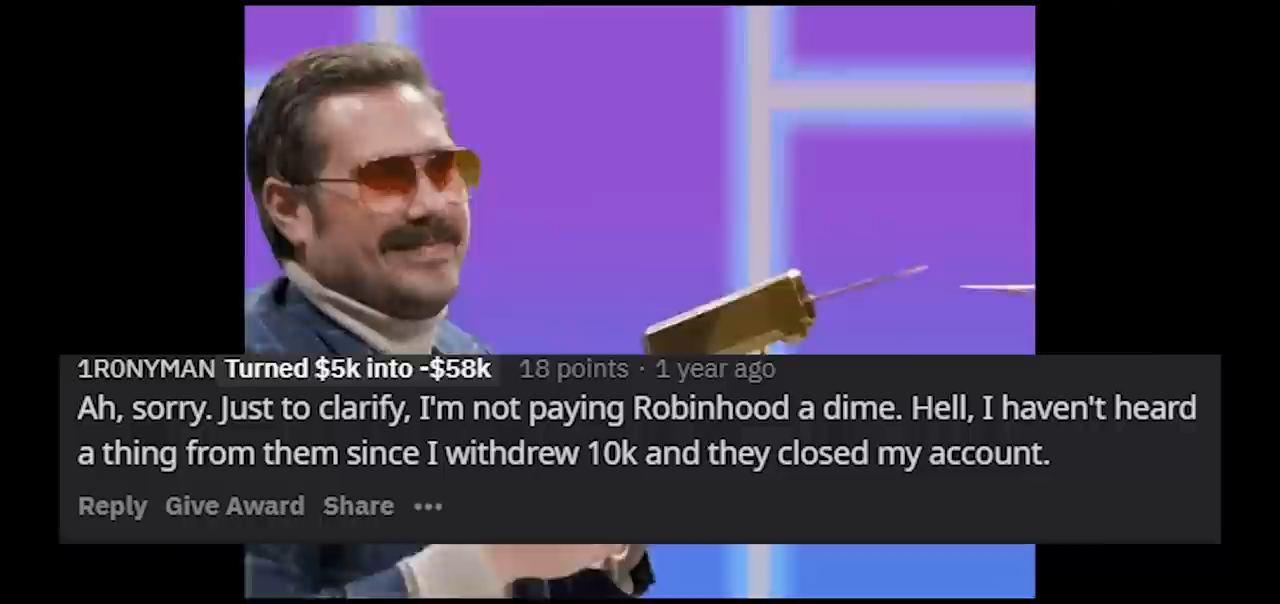 1R0NYMAN Turned $5k into -$58k 18 points · 1 year ago
Ah, sorry. Just to clarify, I'm not paying Robinhood a dime. Hell, I haven't heard
a thing from them since I withdrew 10k and they closed my account.
Reply Give Award Share •••